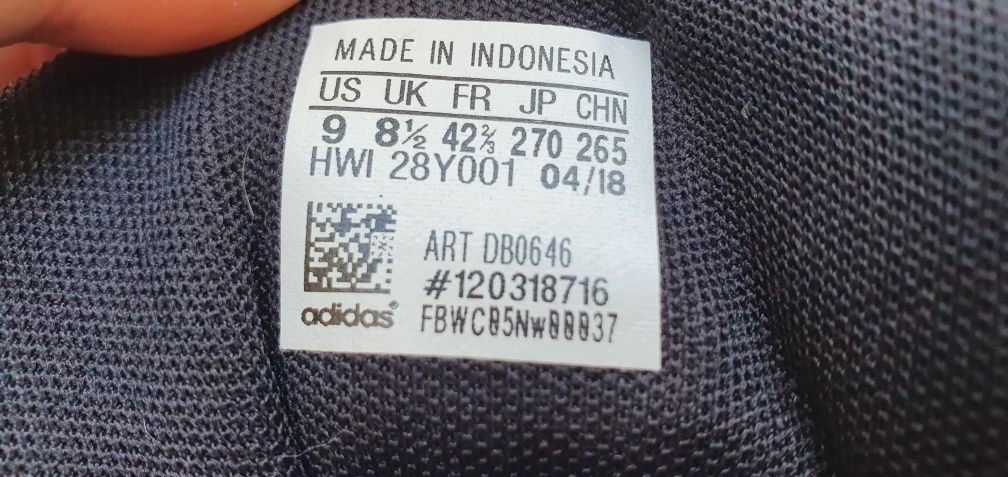 MADE IN INDONESIA
US UK FR JP CHN
9 8½ 42⅔ 270 265
HWI 28Y001 04/18
ART DB0646
#120318716
adidas®
FBWC05Nw00037